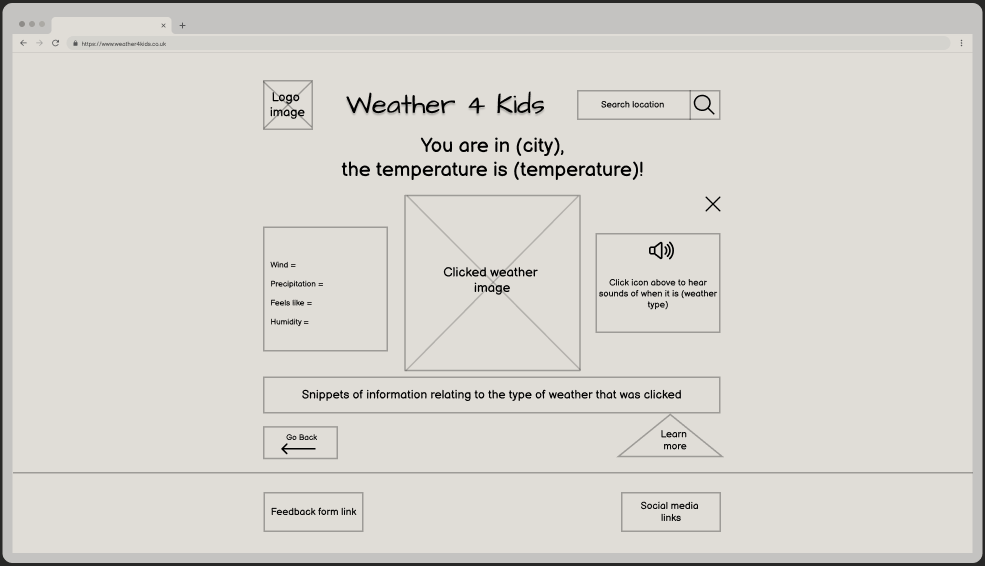 https://www.weather4kids.co.uk
Logo
image
Weather 4 Kids
Search location
You are in (city),
the temperature is (temperature)!
Wind =
Precipitation =
Feels like =
Humidity =
Clicked weather
image
Click icon above to hear
sounds of when it is (weather
type)
Snippets of information relating to the type of weather that was clicked
Go Back
Learn
more
Feedback form link
Social media
links